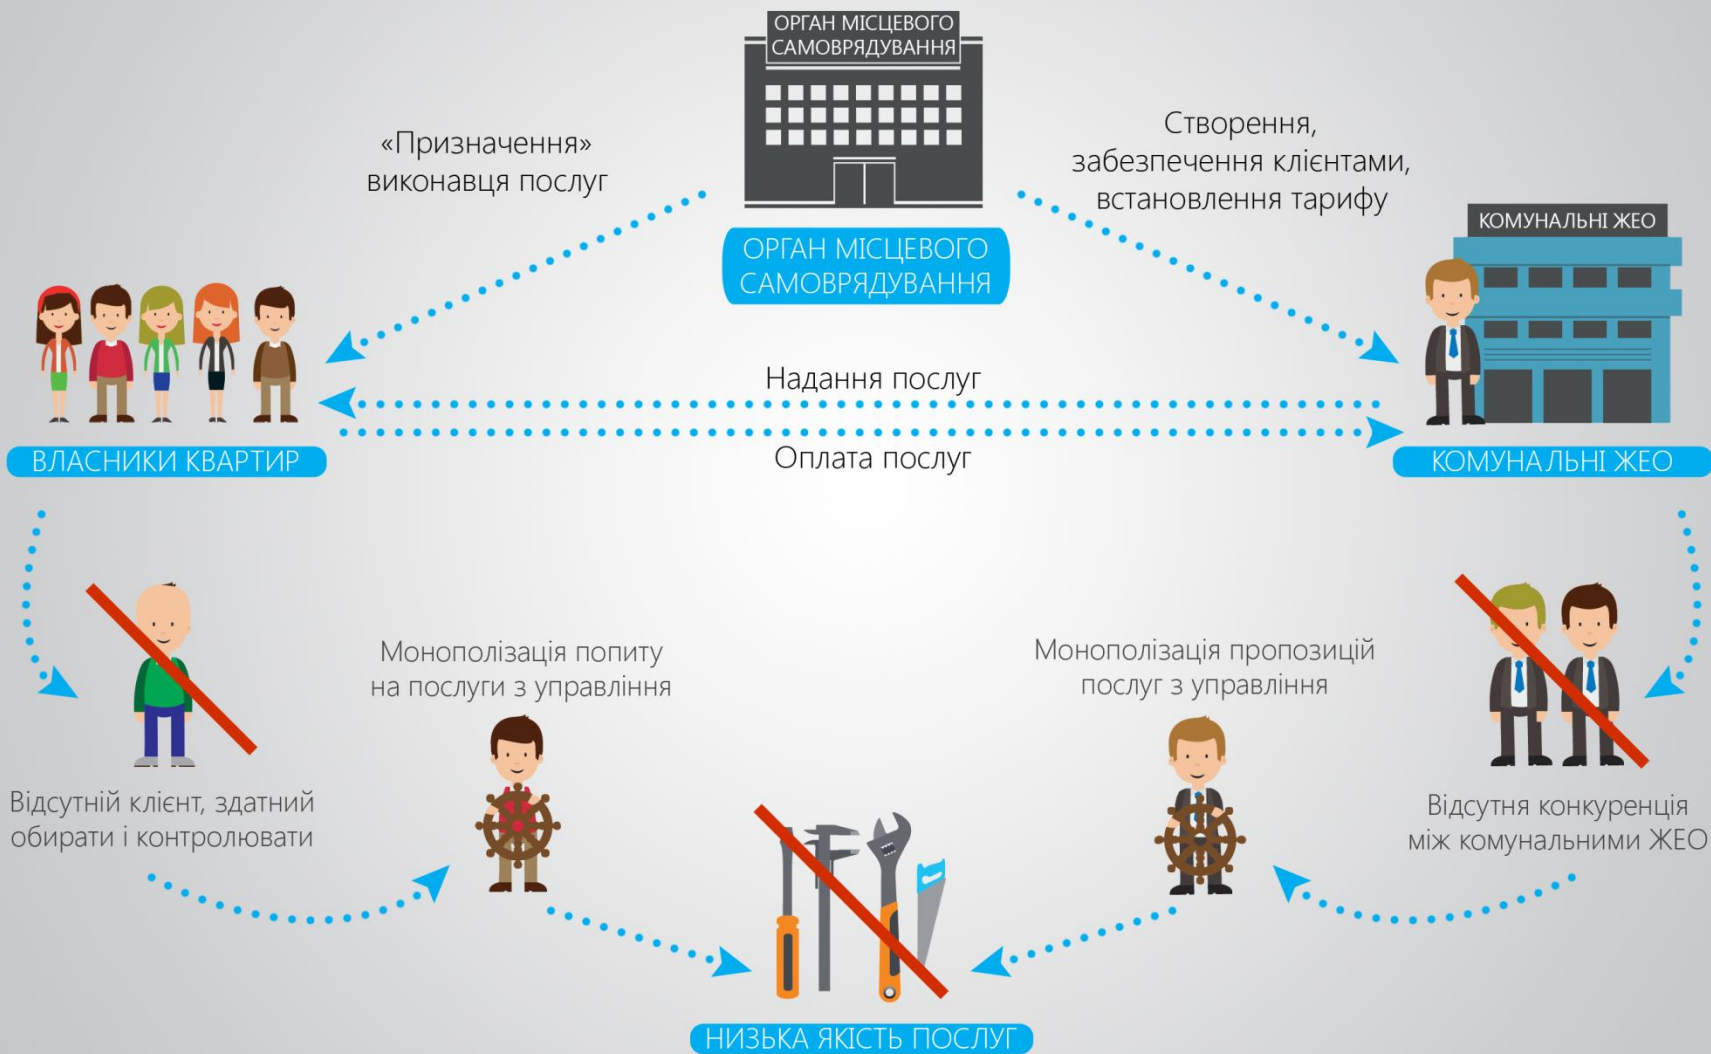 ОРГАН МІСЦЕВОГО
САМОВРЯДУВАННЯ
«Призначення»
виконавця послуг
Створення,
забезпечення клієнтами,
встановлення тарифу
ОРГАН МІСЦЕВОГО
САМОВРЯДУВАННЯ
КОМУНАЛЬНІ ЖЕО
Надання послуг
Оплата послуг
ВЛАСНИКИ КВАРТИР
КОМУНАЛЬНІ ЖЕО
Монополізація попиту
на послуги з управління
Монополізація пропозицій
послуг з управління
Відсутній клієнт, здатний
обирати і контролювати
Відсутня конкуренція
між комунальними ЖЕО
НИЗЬКА ЯКІСТЬ ПОСЛУГ